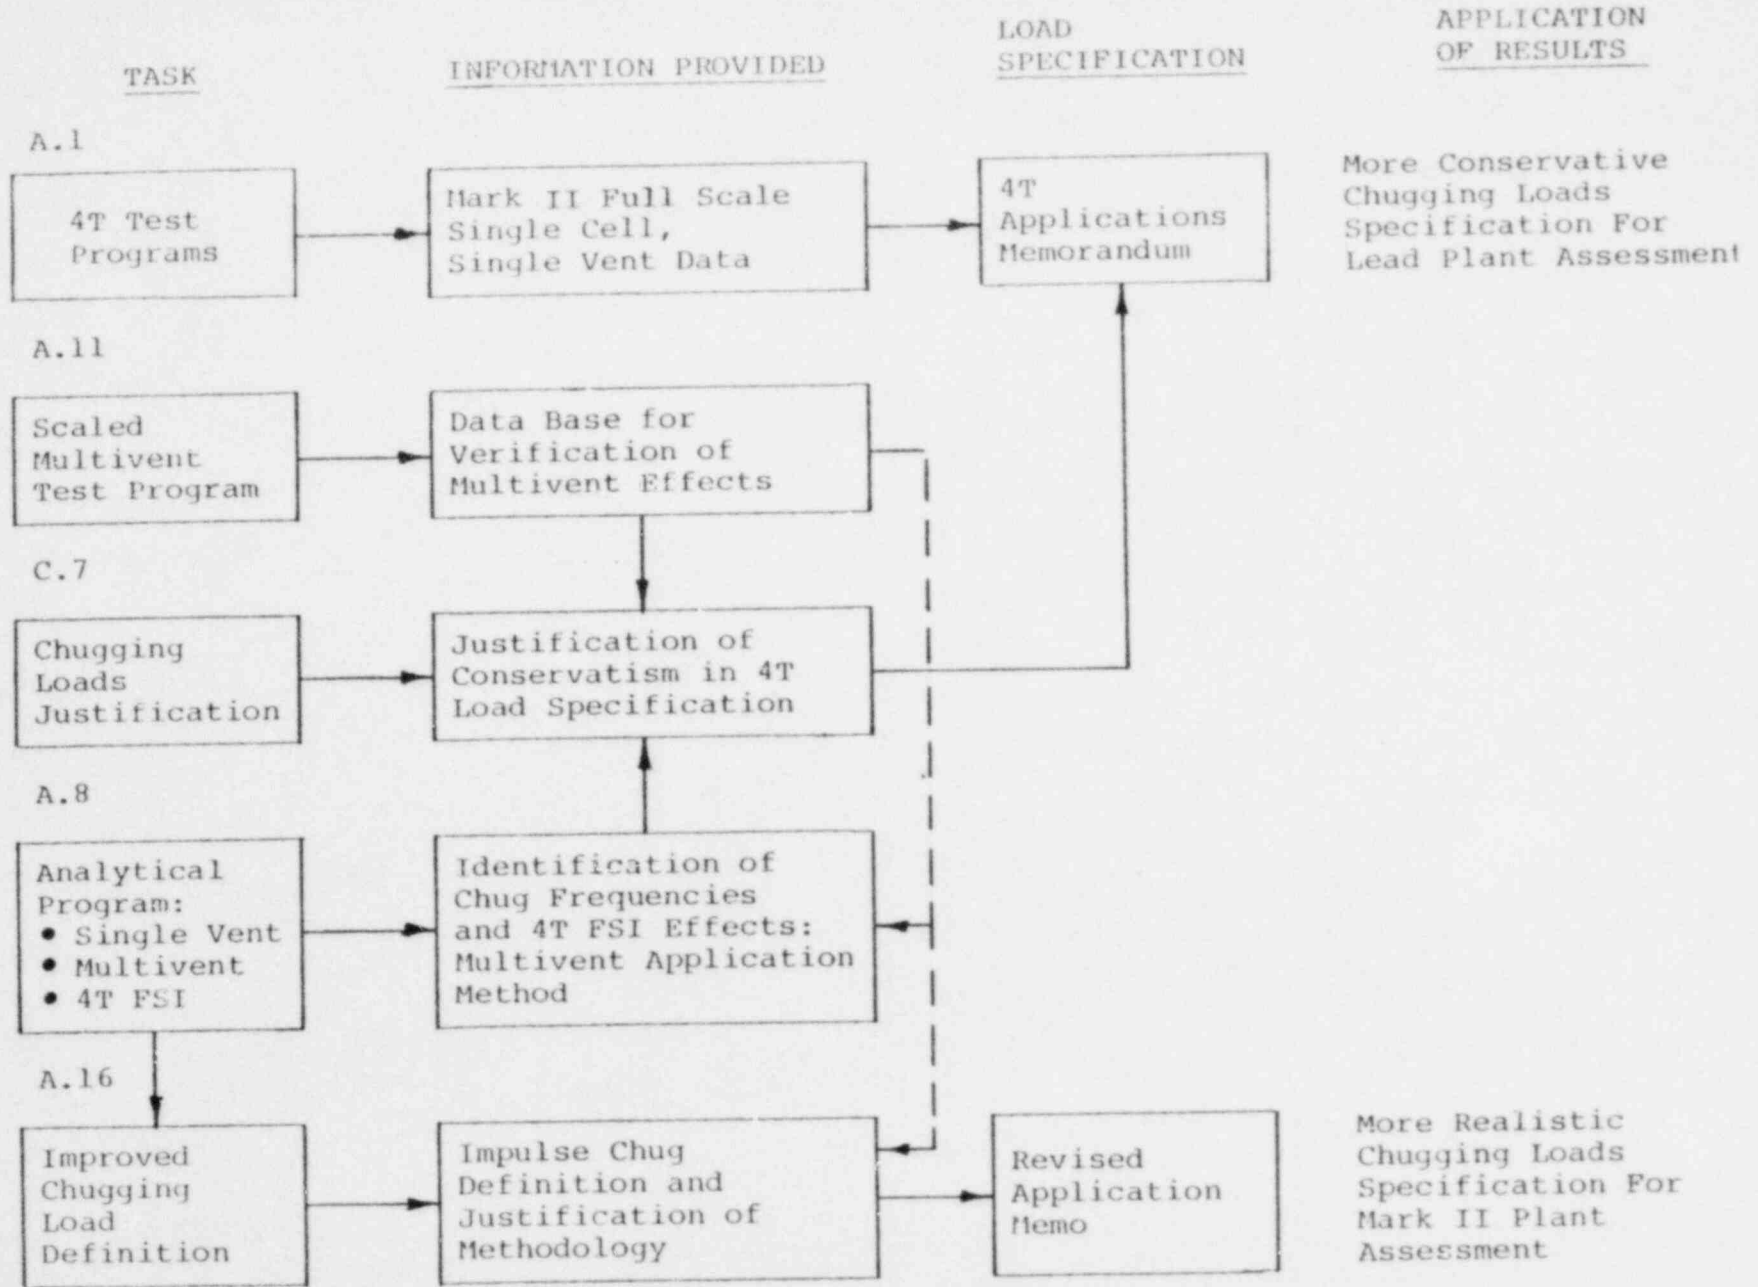 TASK
INFORMATION PROVIDED
LOAD
SPECIFICATION
APPLICATION
OF RESULTS
A.1
4T Test
Programs
Mark II Full Scale
Single Cell,
Single Vent Data
4T
Applications
Memorandum
More Conservative
Chugging Loads
Specification For
Lead Plant Assessment
A.11
Scaled
Multivent
Test Program
Data Base for
Verification of
Multivent Effects
C.7
Chugging
Loads
Justification
Justification of
Conservatism in 4T
Load Specification
A.8
Analytical
Program:
• Single Vent
• Multivent
• 4T FSI
Identification of
Chug Frequencies
and 4T FSI Effects:
Multivent Application
Method
A.16
Improved
Chugging
Load
Definition
Impulse Chug
Definition and
Justification of
Methodology
Revised
Application
Memo
More Realistic
Chugging Loads
Specification For
Mark II Plant
Assessment